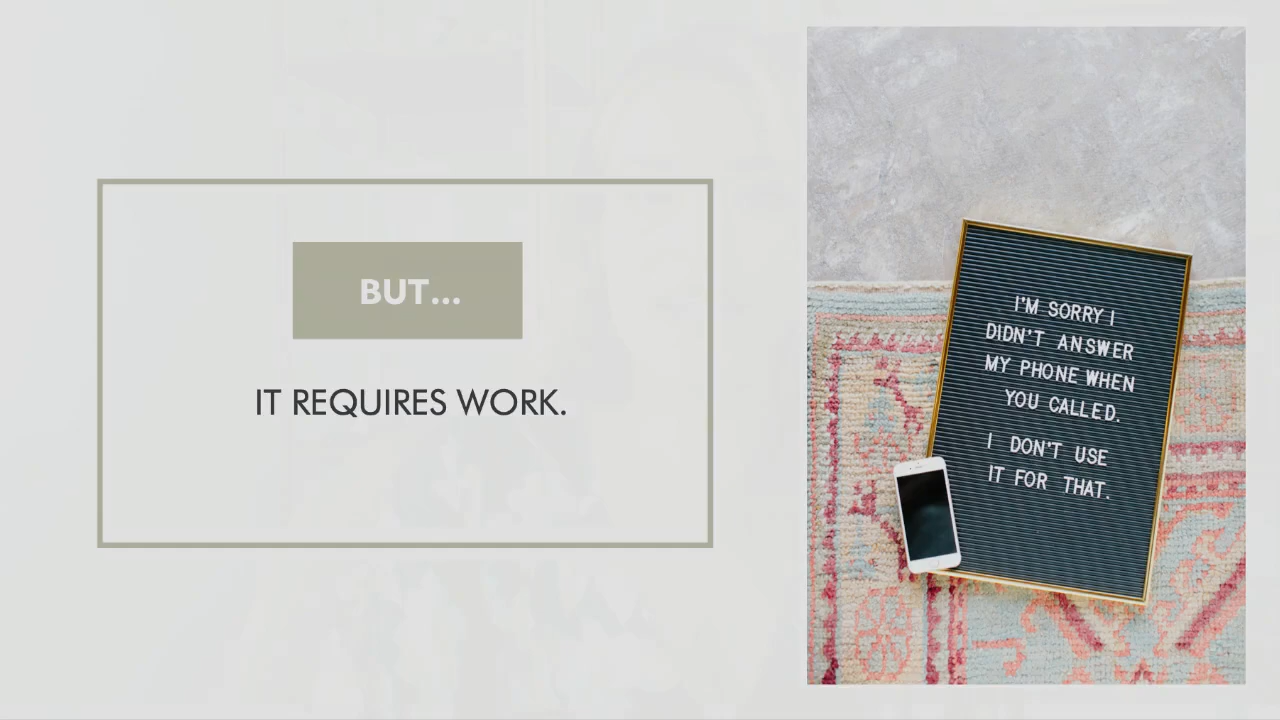 BUT...
IT REQUIRES WORK.
I'M SORRY I
DIDN'T ANSWER
MY PHONE WHEN
YOU CALLED.
I DON'T USE
IT FOR THAT.